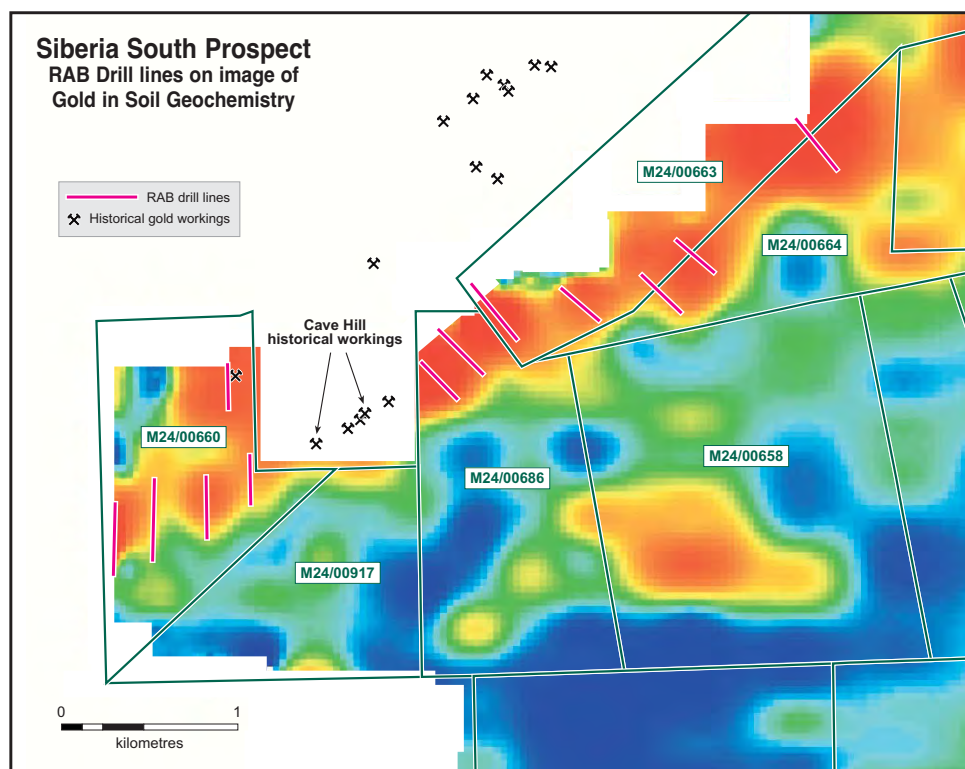 Siberia South Prospect
RAB Drill lines on image of
Gold in Soil Geochemistry
RAB drill lines
Historical gold workings
M24/00663
M24/00664
Cave Hill
historical workings
M24/00660
M24/00658
M24/00686
M24/00917
0 1
kilometres